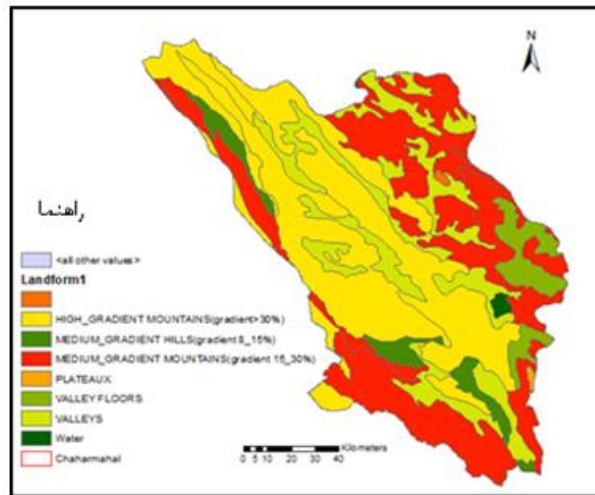 N
راهنما
<all other values>
Landform1
HIGH_GRADIENT MOUNTAINS(gradient>30%)
MEDIUM_GRADIENT HILLS(gradient 8_15%)
MEDIUM_GRADIENT MOUNTAINS(gradient 15_30%)
PLATEAUX
VALLEY FLOORS
VALLEYS
Water
Chaharmahal
Kilometers
0 5 10 20 30 40